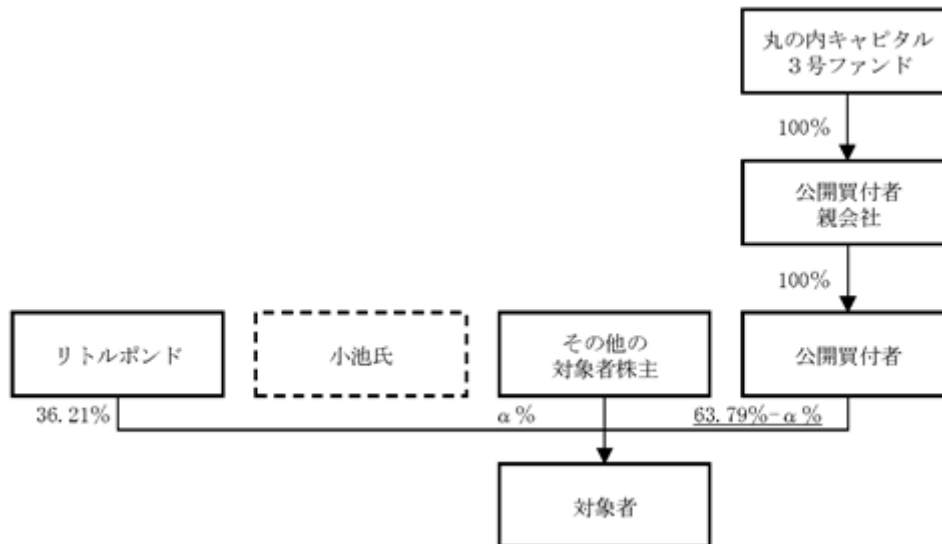 丸の内キャピタル
３号ファンド
100%
公開買付者
親会社
100%
リトルポンド
小池氏
その他の
対象者株主
公開買付者
36.21%
α%
63.79%-α%
対象者